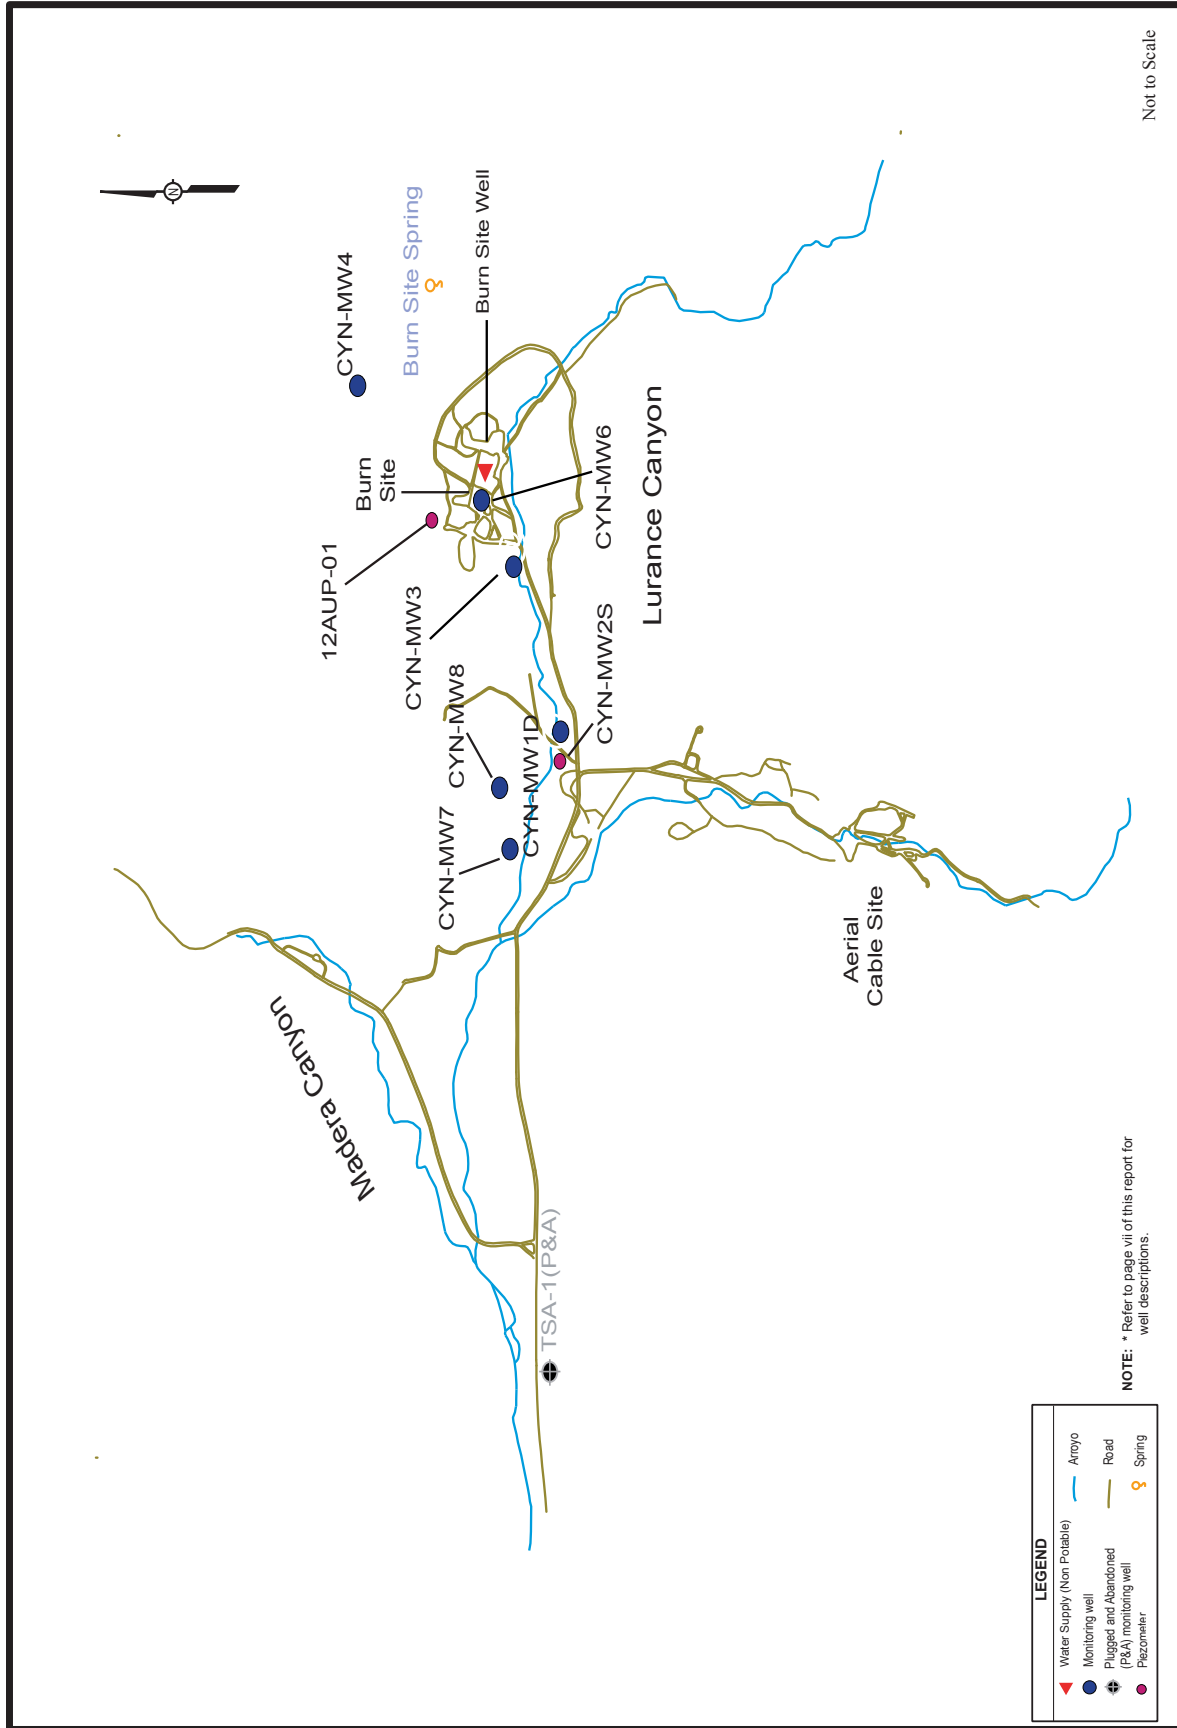 N
CYN-MW4
Burn Site Spring
Burn Site Well
Burn
Site
12AUP-01
CYN-MW3
CYN-MW6
Lurance Canyon
CYN-MW8
CYN-MW2S
CYN-MW7
CYN-MW1D
Madera Canyon
Aerial
Cable Site
TSA-1(P&A)
LEGEND
Water Supply (Non Potable)
Monitoring well
Plugged and Abandoned
(P&A) monitoring well
Piezometer
Arroyo
Road
Spring
NOTE: * Refer to page vii of this report for
well descriptions.
Not to Scale